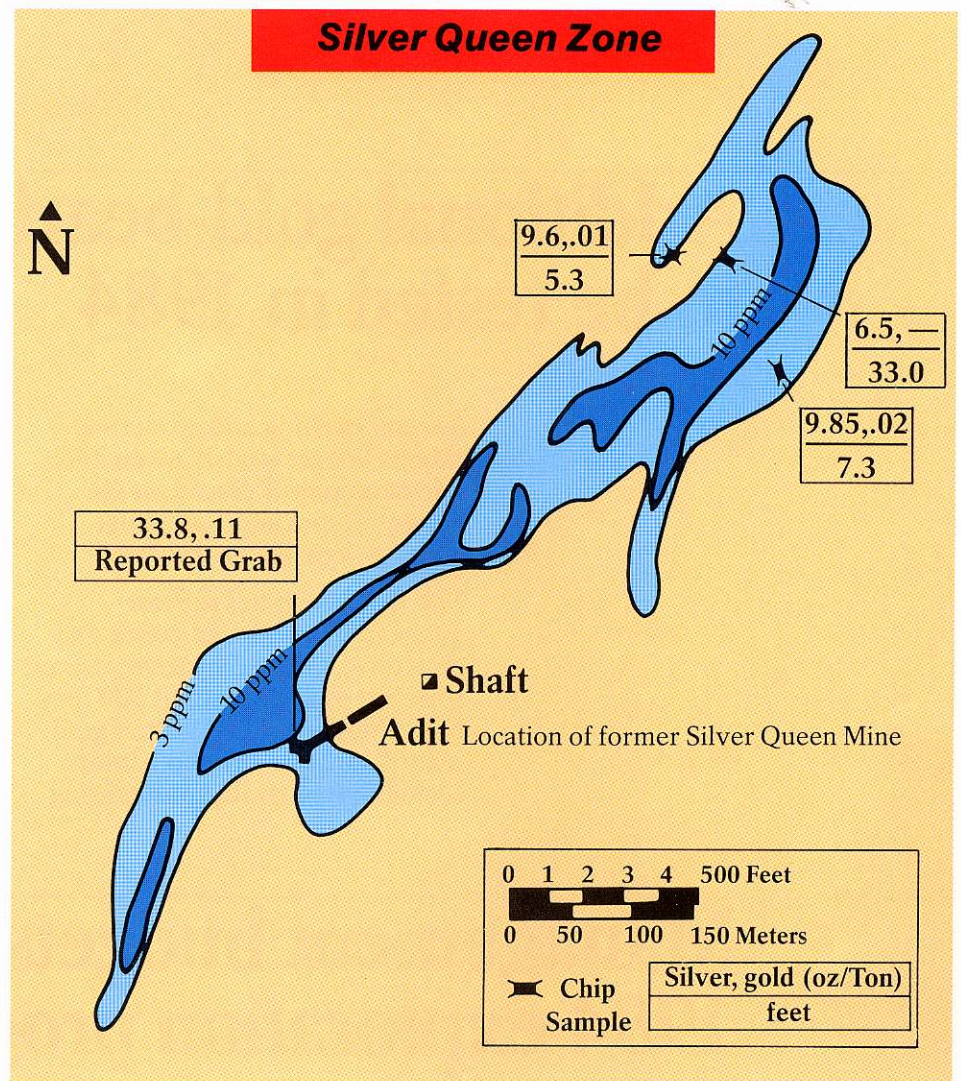 Silver Queen Zone
N
9.6,.01
5.3
6.5, —
33.0
10 ppm
9.85,.02
7.3
33.8, .11
Reported Grab
10 ppm
3 ppm
Shaft
Adit Location of former Silver Queen Mine
0 1 2 3 4 500 Feet
0 50 100 150 Meters
Chip
Sample
Silver, gold (oz/Ton)
feet